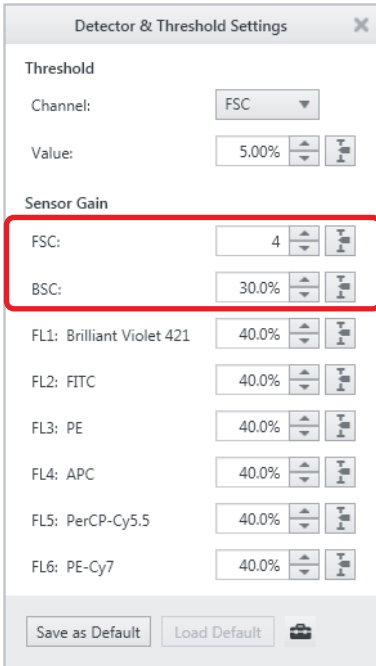 Detector & Threshold Settings
Threshold
Channel: FSC
Value: 5.00%
Sensor Gain
FSC: 4
BSC: 30.0%
FL1: Brilliant Violet 421 40.0%
FL2: FITC 40.0%
FL3: PE 40.0%
FL4: APC 40.0%
FL5: PerCP-Cy5.5 40.0%
FL6: PE-Cy7 40.0%
Save as Default Load Default